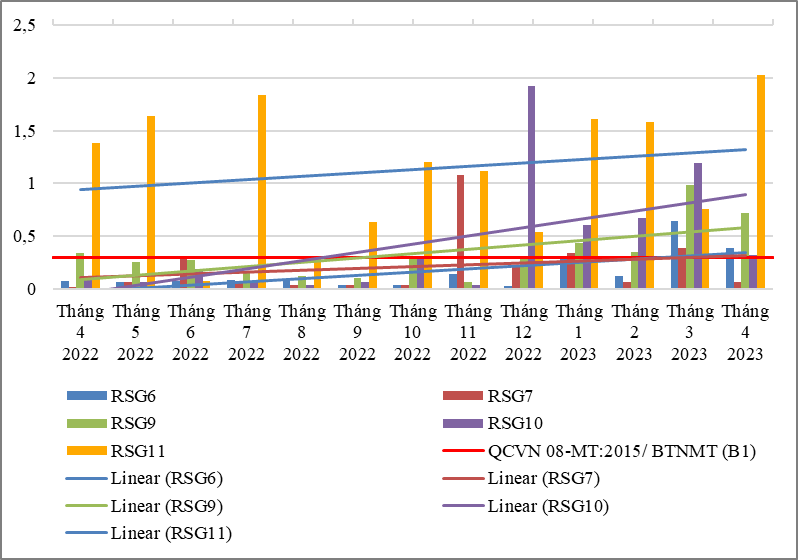 2,5
2
1,5
1
0,5
0
Tháng Tháng Tháng Tháng Tháng Tháng Tháng Tháng Tháng Tháng Tháng Tháng Tháng
4 5 6 7 8 9 10 11 12 1 2 3 4
2022 2022 2022 2022 2022 2022 2022 2022 2022 2023 2023 2023 2023
RSG6 RSG7
RSG9 RSG10
RSG11 QCVN 08-MT:2015/ BTNMT (B1)
Linear (RSG6) Linear (RSG7)
Linear (RSG9) Linear (RSG10)
Linear (RSG11)